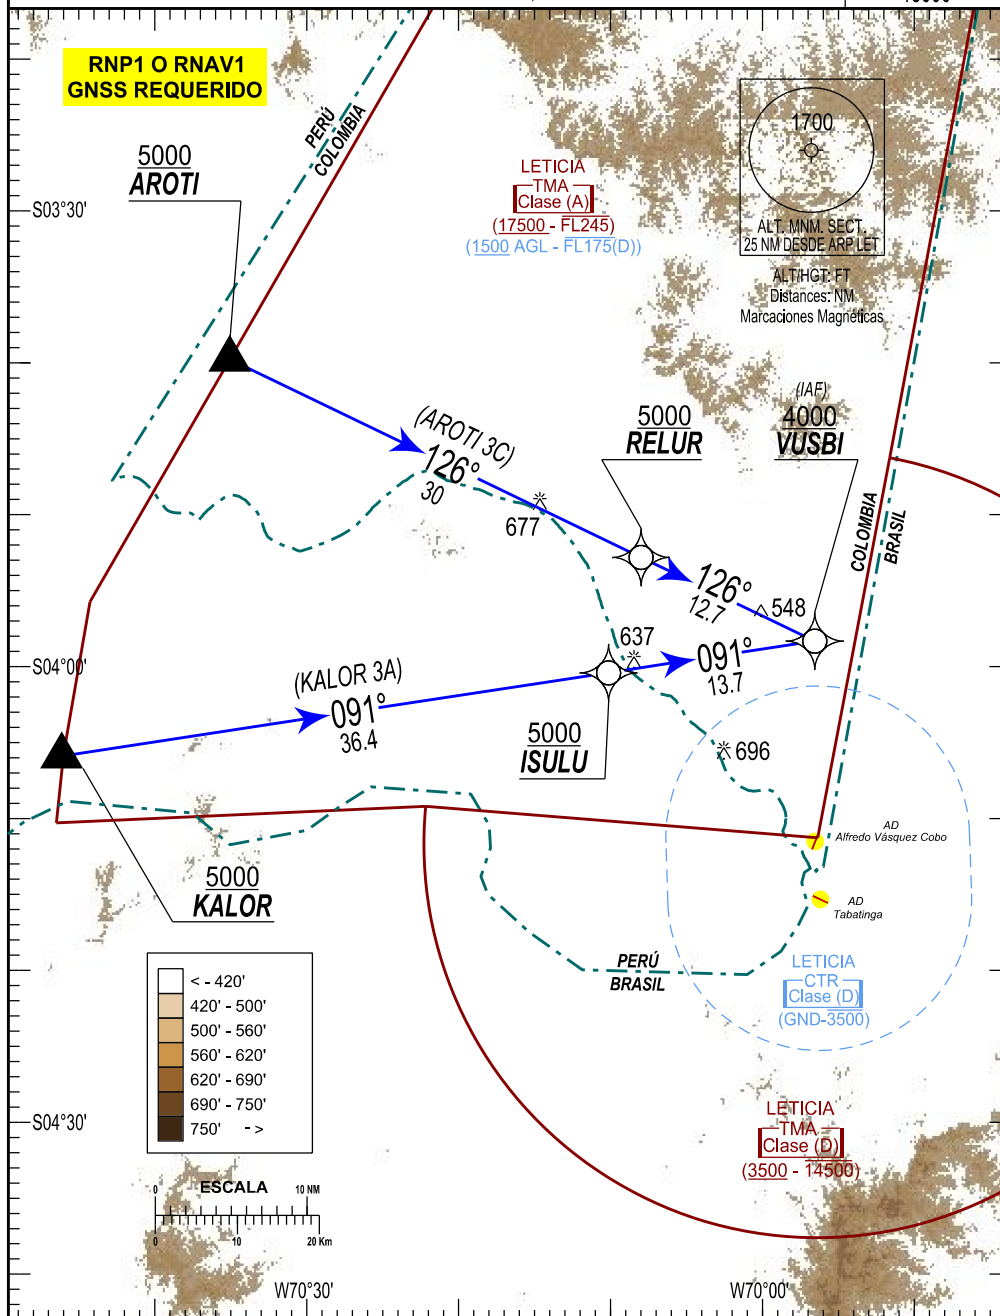 RNP1 O RNAV1
GNSS REQUERIDO
PERÚ
COLOMBIA
1700
ALT. MNM. SECT.
25 NM DESDE ARP LET
ALT/HGT: FT
Distances: NM
Marcaciones Magnéticas
5000
AROTI
LETICIA
TMA
Clase (A)
(17500 - FL245)
(1500 AGL - FL175(D))
S03°30'
(IAF)
4000
VUSBI
5000
RELUR
(AROTI 3C)
126°
30
677
COLOMBIA
BRASIL
126°
12.7
548
637
091°
13.7
S04°00'
(KALOR 3A)
091°
36.4
5000
ISULU
696
AD
Alfredo Vásquez Cobo
5000
KALOR
AD
Tabatinga
PERÚ
BRASIL
LETICIA
CTR
Clase (D)
(GND-3500)
< - 420'
420' - 500'
500' - 560'
560' - 620'
620' - 690'
690' - 750'
750' - >
S04°30'
LETICIA
TMA
Clase (D)
(3500 - 14500)
0 ESCALA 10 NM
0 10 20 Km
W70°30'
W70°00'